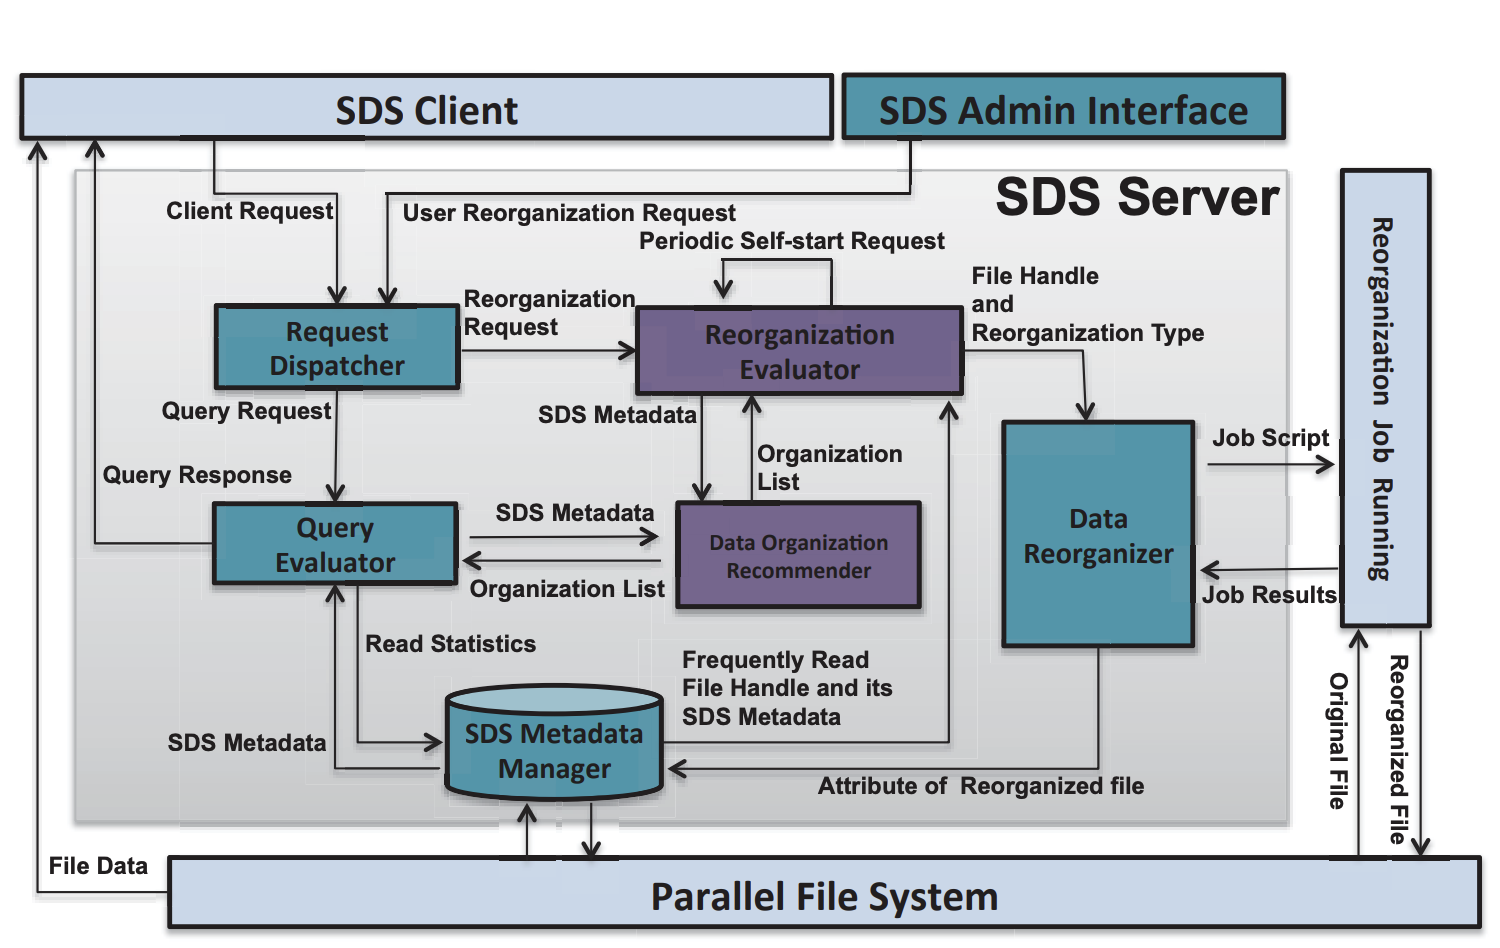 SDS Client
SDS Admin Interface
SDS Server
Client Request
User Reorganization Request
Periodic Self-start Request
File Handle
and
Reorganization Type
Reorganization
Request
Request
Dispatcher
Reorganization
Evaluator
Query Request
SDS Metadata
Organization
List
Job Script
Reorganization Job Running
Query Response
Query
Evaluator
SDS Metadata
Organization List
Data Organization
Recommender
Data
Reorganizer
Job Results
Read Statistics
Frequently Read
File Handle and its
SDS Metadata
SDS Metadata
SDS Metadata
Manager
Attribute of Reorganized file
Original File
Reorganized File
File Data
Parallel File System